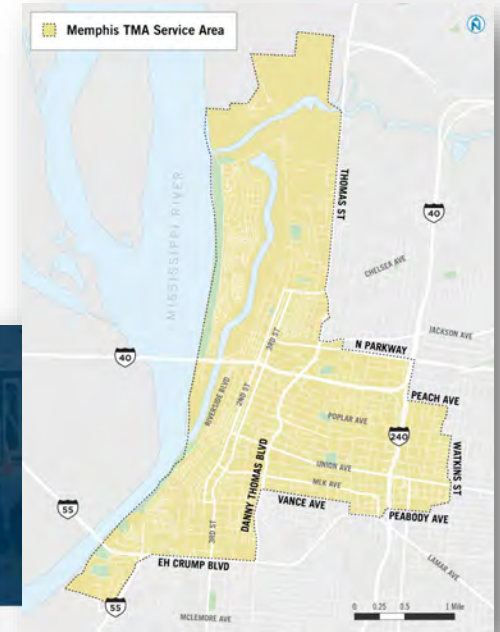 Memphis TMA Service Area
N
THOMAS ST
40
MISSISSIPPI RIVER
CHELSEA AVE
JACKSON AVE
3RD ST
N PARKWAY
40
RIVERSIDE BLVD
2ND ST
PEACH AVE
POPLAR AVE
240
WATKINS ST
DANNY THOMAS BLVD
UNION AVE
MLK AVE
VANCE AVE
PEABODY AVE
55
3RD ST
EH CRUMP BLVD
LAMAR AVE
55
MCLEMORE AVE
0 0.25 0.5 1 Mile